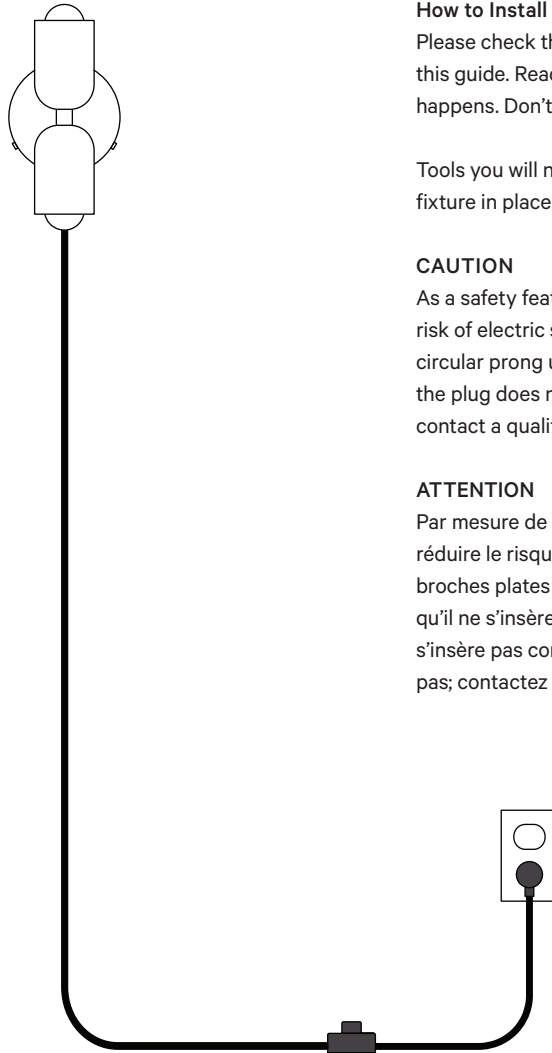 How to Install
Please check th
this guide. Read
happens. Don't
Tools you will n
fixture in place
CAUTION
As a safety feat
risk of electric s
circular prong u
the plug does n
contact a qualif
ATTENTION
Par mesure de
réduire le risqu
broches plates
qu'il ne s'insère
s'insère pas cor
pas; contactez